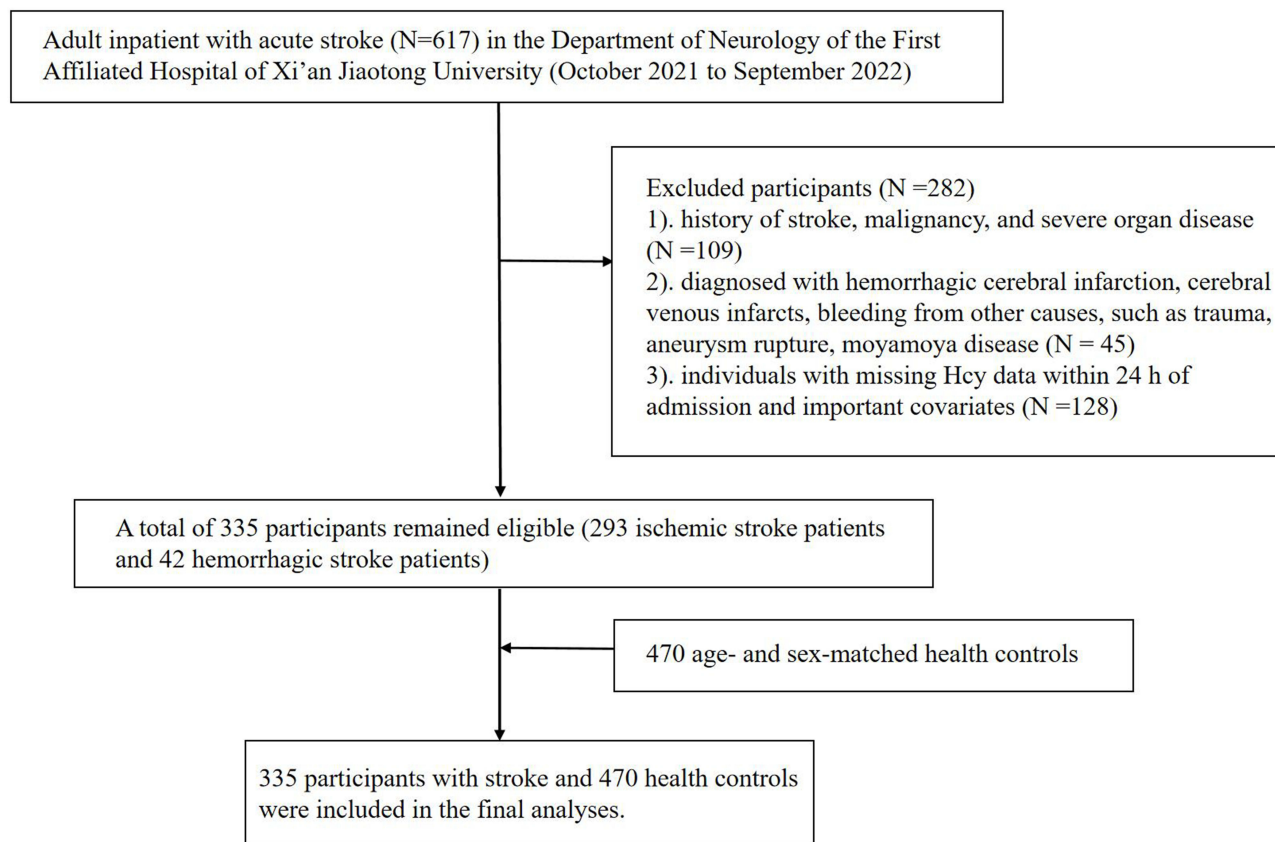 Adult inpatient with acute stroke (N=617) in the Department of Neurology of the First
Affiliated Hospital of Xi’an Jiaotong University (October 2021 to September 2022)
Excluded participants (N =282)
1). history of stroke, malignancy, and severe organ disease
(N =109)
2). diagnosed with hemorrhagic cerebral infarction, cerebral
venous infarcts, bleeding from other causes, such as trauma,
aneurysm rupture, moyamoya disease (N = 45)
3). individuals with missing Hcy data within 24 h of
admission and important covariates (N =128)
A total of 335 participants remained eligible (293 ischemic stroke patients
and 42 hemorrhagic stroke patients)
470 age- and sex-matched health controls
335 participants with stroke and 470 health controls
were included in the final analyses.